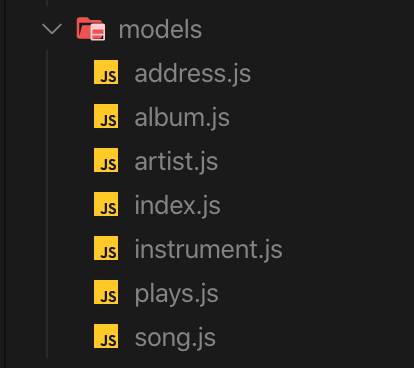 models
JS address.js
JS album.js
JS artist.js
JS index.js
JS instrument.js
JS plays.js
JS song.js